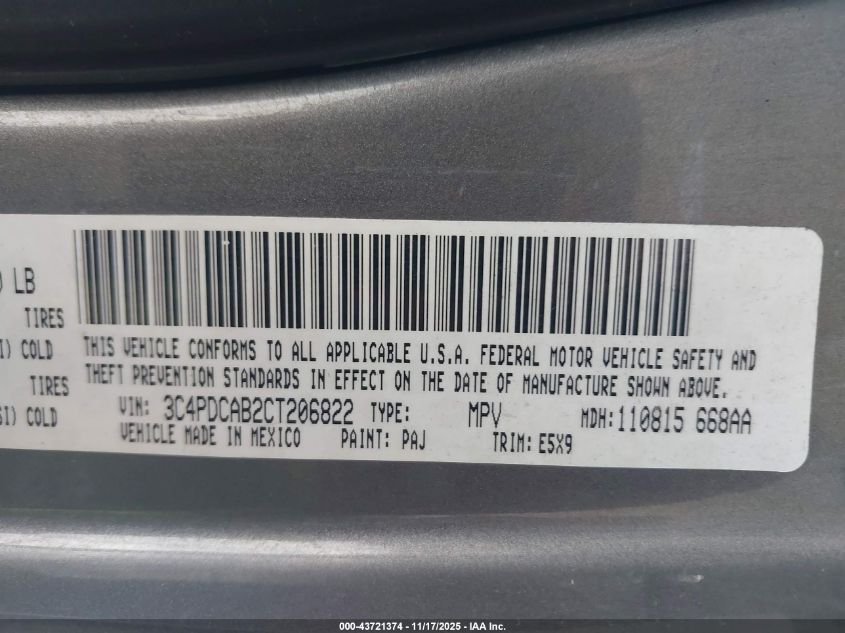 ) LB
TIRES
I) COLD
TIRES
SI) COLD
THIS VEHICLE CONFORMS TO ALL APPLICABLE U.S.A. FEDERAL MOTOR VEHICLE SAFETY AND
THEFT PREVENTION STANDARDS IN EFFECT ON THE DATE OF MANUFACTURE SHOWN ABOVE.
VIN: 3C4PDCAB2CT206822 TYPE: MPV MDH:110815 668AA
VEHICLE MADE IN MEXICO PAINT: PAJ TRIM: E5X9
000-43721374 - 11/17/2025 - IAA Inc.